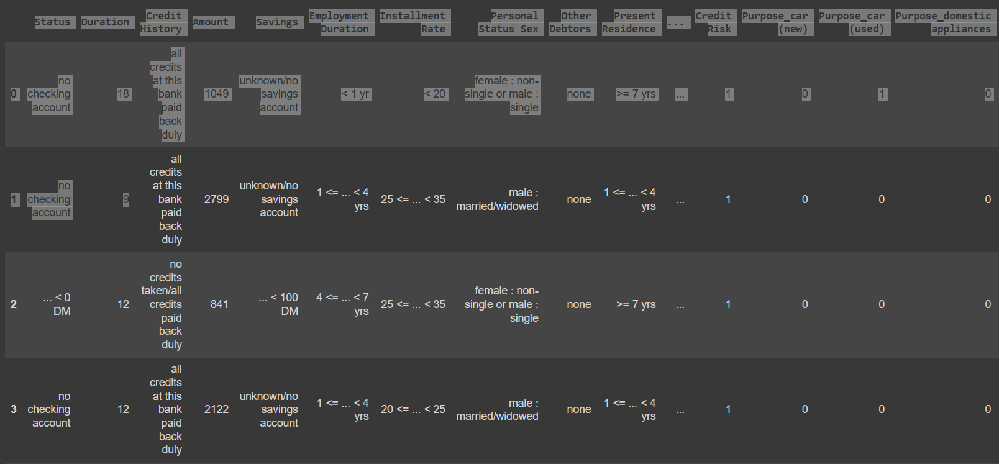 Status Duration Credit History Amount Savings Employment Duration Installment Rate Personal Status Sex Other Debtors Present Residence ... Credit Risk Purpose_car (new) Purpose_car (used) Purpose_domestic appliances
0 no checking account 18 all credits at this bank paid back duly 1049 unknown/no savings account < 1 yr < 20 female : non-single or male : single none >= 7 yrs ... 1 0 1 0
1 no checking account 9 all credits at this bank paid back duly 2799 unknown/no savings account 1 <= ... < 4 yrs 25 <= ... < 35 male : married/widowed none 1 <= ... < 4 yrs ... 1 0 0 0
2 ... < 0 DM 12 no credits taken/all credits paid back duly 841 ... < 100 DM 4 <= ... < 7 yrs 25 <= ... < 35 female : non-single or male : single none >= 7 yrs ... 1 0 0 0
3 no checking account 12 all credits at this bank paid back duly 2122 unknown/no savings account 1 <= ... < 4 yrs 20 <= ... < 25 male : married/widowed none 1 <= ... < 4 yrs ... 1 0 0 0